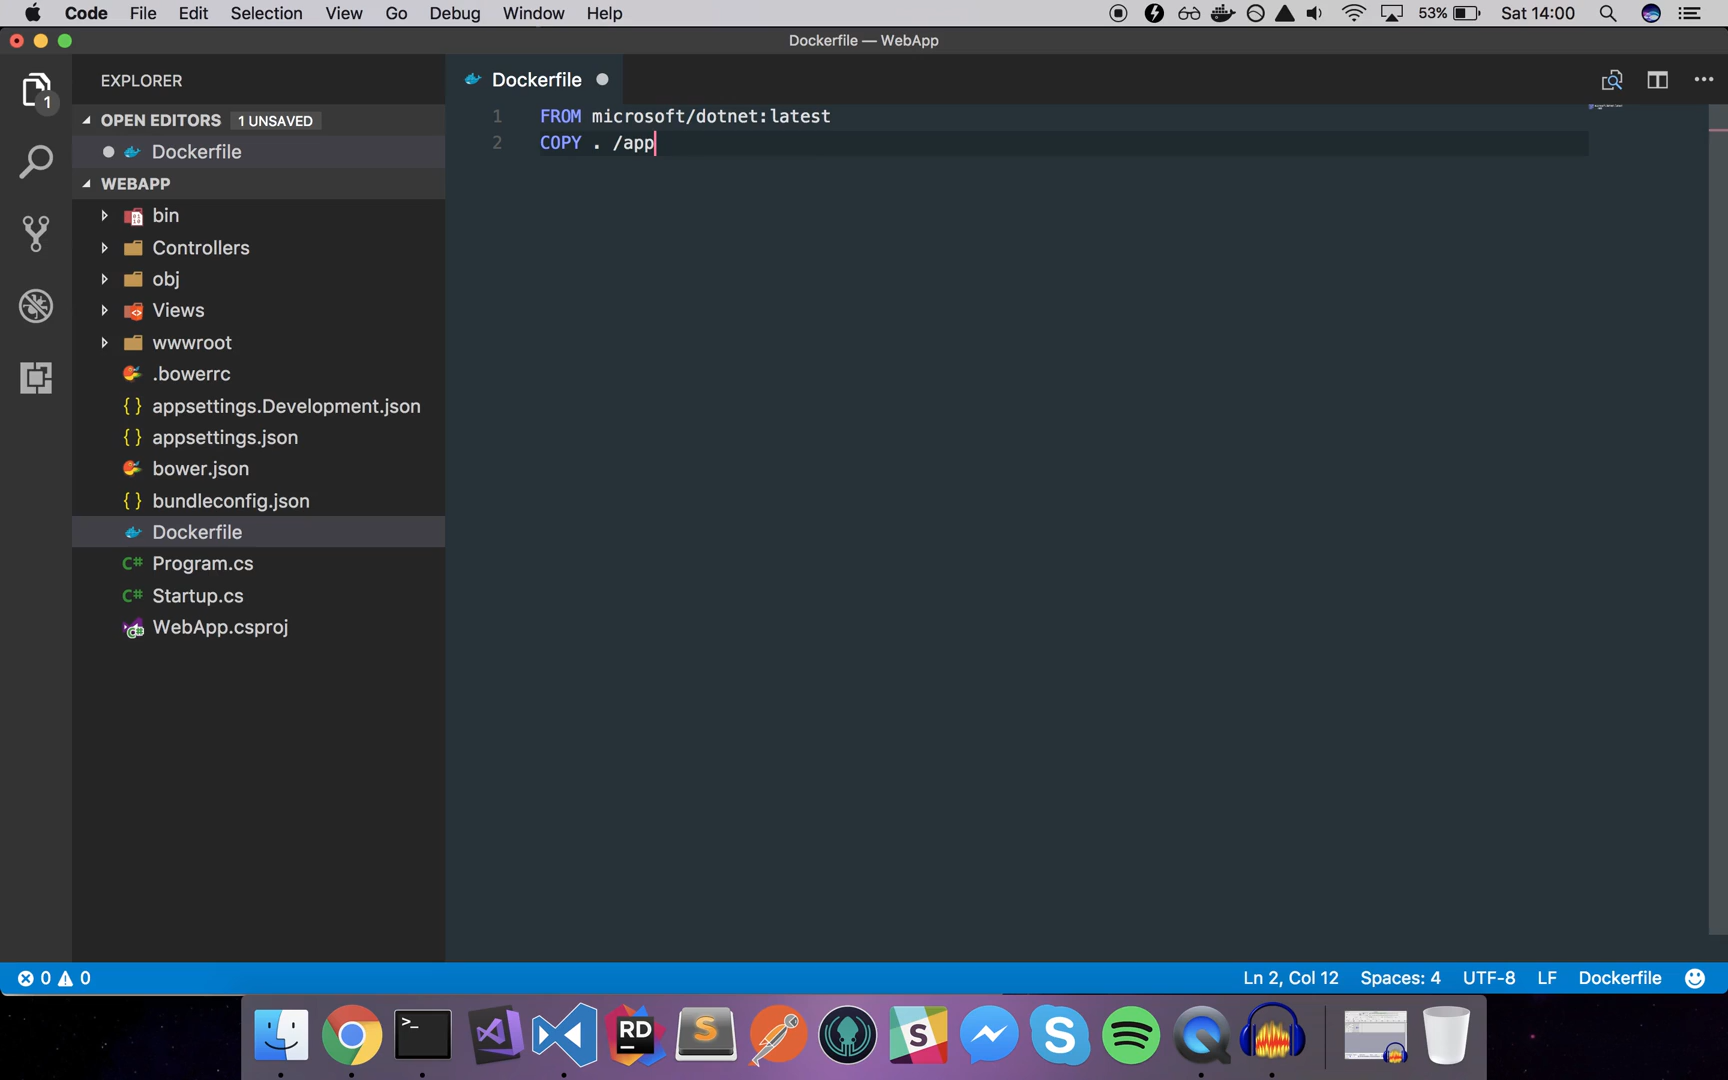 Code File Edit Selection View Go Debug Window Help 53% Sat 14:00
Dockerfile — WebApp
EXPLORER
Dockerfile
1
OPEN EDITORS 1 UNSAVED
Dockerfile
WEBAPP
bin
Controllers
obj
Views
wwwroot
.bowerrc
{ } appsettings.Development.json
{ } appsettings.json
bower.json
{ } bundleconfig.json
Dockerfile
C# Program.cs
C# Startup.cs
WebApp.csproj
1 FROM microsoft/dotnet:latest
2 COPY . /app
0 0 Ln 2, Col 12 Spaces: 4 UTF-8 LF Dockerfile
>_
RD
S
S
S